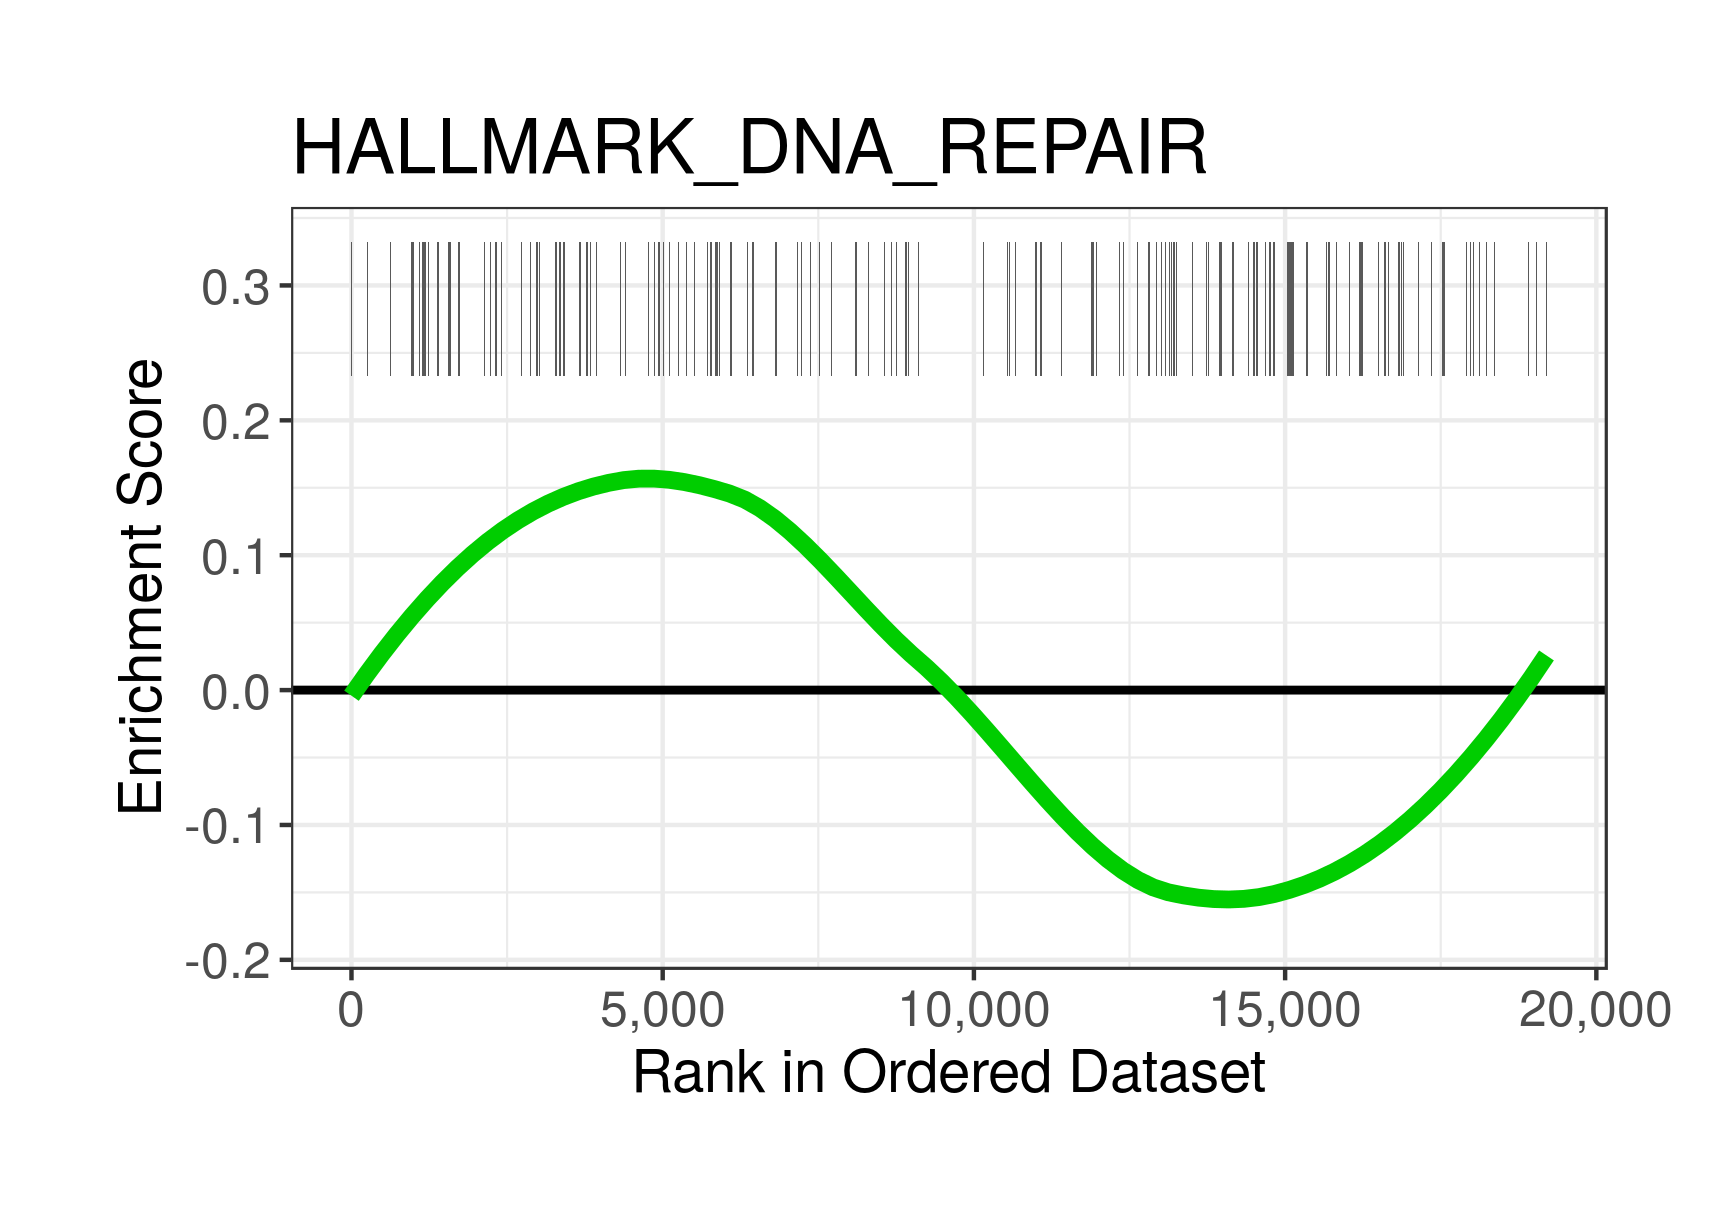 HALLMARK_DNA_REPAIR
Enrichment Score
0.3
0.2
0.1
0.0
-0.1
-0.2
0 5,000 10,000 15,000 20,000
Rank in Ordered Dataset